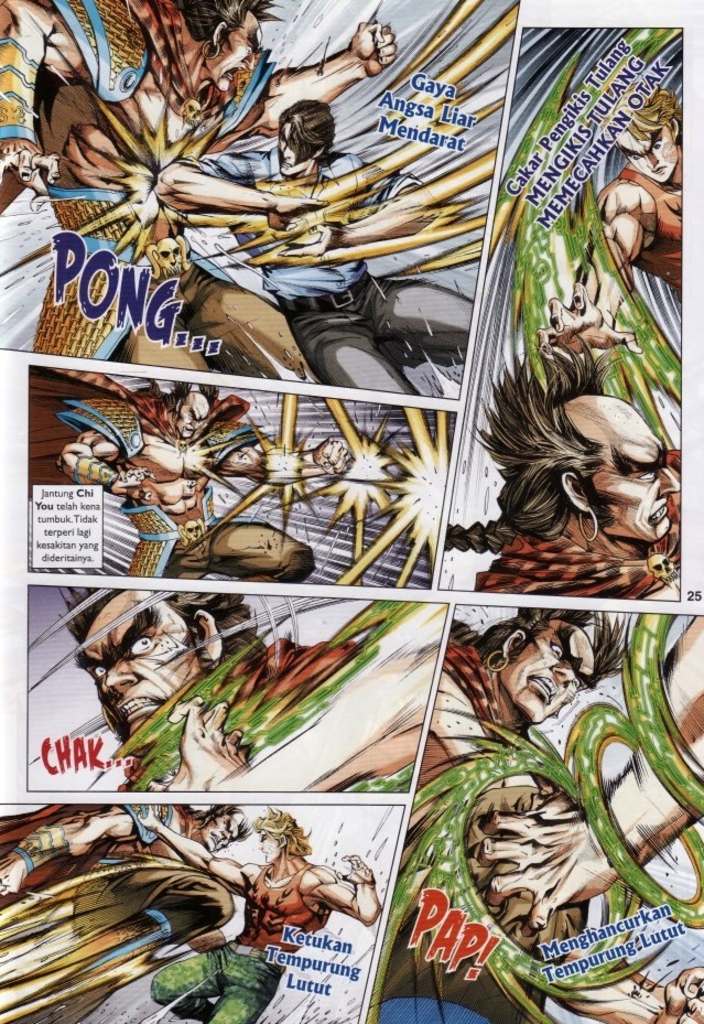 Gaya
Angsa Liar
Mendarat
PONG...
Cakar Pengikis Tulang
MENGIKIS TULANG
MEMECAHKAN OTAK
Jantung Chi
You telah kena
tumbuk. Tidak
terperi lagi
kesakitan yang
dideritainya.
25
CHAK...
PAP!
Menghancurkan
Tempurung Lutut
Ketukan
Tempurung
Lutut